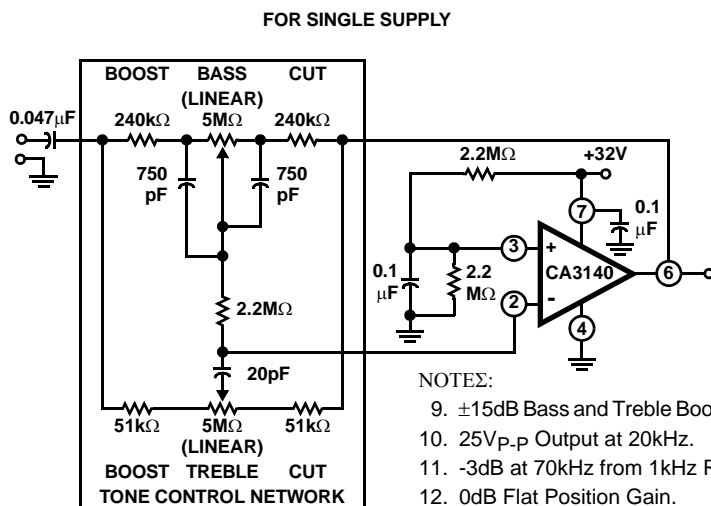 FOR SINGLE SUPPLY
BOOST BASS CUT
(LINEAR)
0.047μF
240kΩ 5MΩ 240kΩ
750
pF
750
pF
2.2MΩ
+32V
7
0.1
μF
3
+
CA3140
6
0.1
μF
2.2
MΩ
2
-
4
2.2MΩ
20pF
51kΩ 5MΩ 51kΩ
(LINEAR)
BOOST TREBLE CUT
TONE CONTROL NETWORK
NOTEΣ:
9. ±15dB Bass and Treble Boo
10. 25VP-P Output at 20kHz.
11. -3dB at 70kHz from 1kHz R
12. 0dB Flat Position Gain.